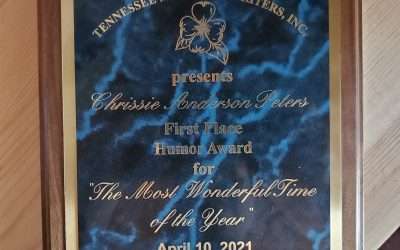 TENNESSEE
INC.
presents
Chrissie Anderson Peters
First Place
Humor Award
for
"The Most Wonderful Time
of the Year"
April 10, 2021